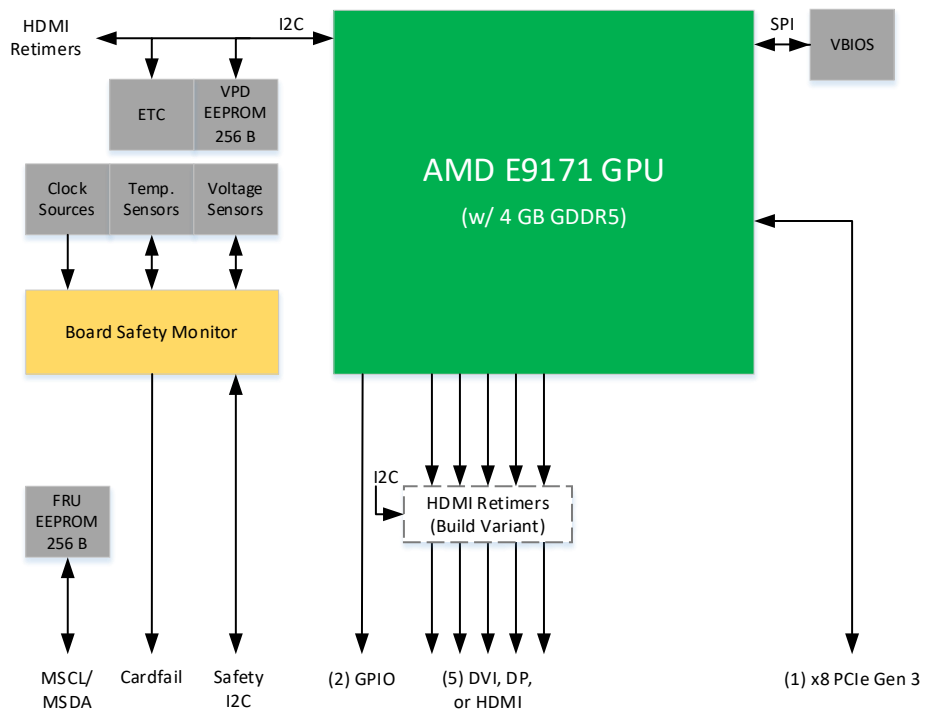 HDMI
Retimers
I2C
SPI
VBIOS
ETC
VPD
EEPROM
256 B
Clock
Sources
Temp.
Sensors
Voltage
Sensors
AMD E9171 GPU
(w/ 4 GB GDDR5)
Board Safety Monitor
I2C
HDMI Retimers
(Build Variant)
FRU
EEPROM
256 B
MSCL/
MSDA
Cardfail
Safety
I2C
(2) GPIO
(5) DVI, DP,
or HDMI
(1) x8 PCIe Gen 3